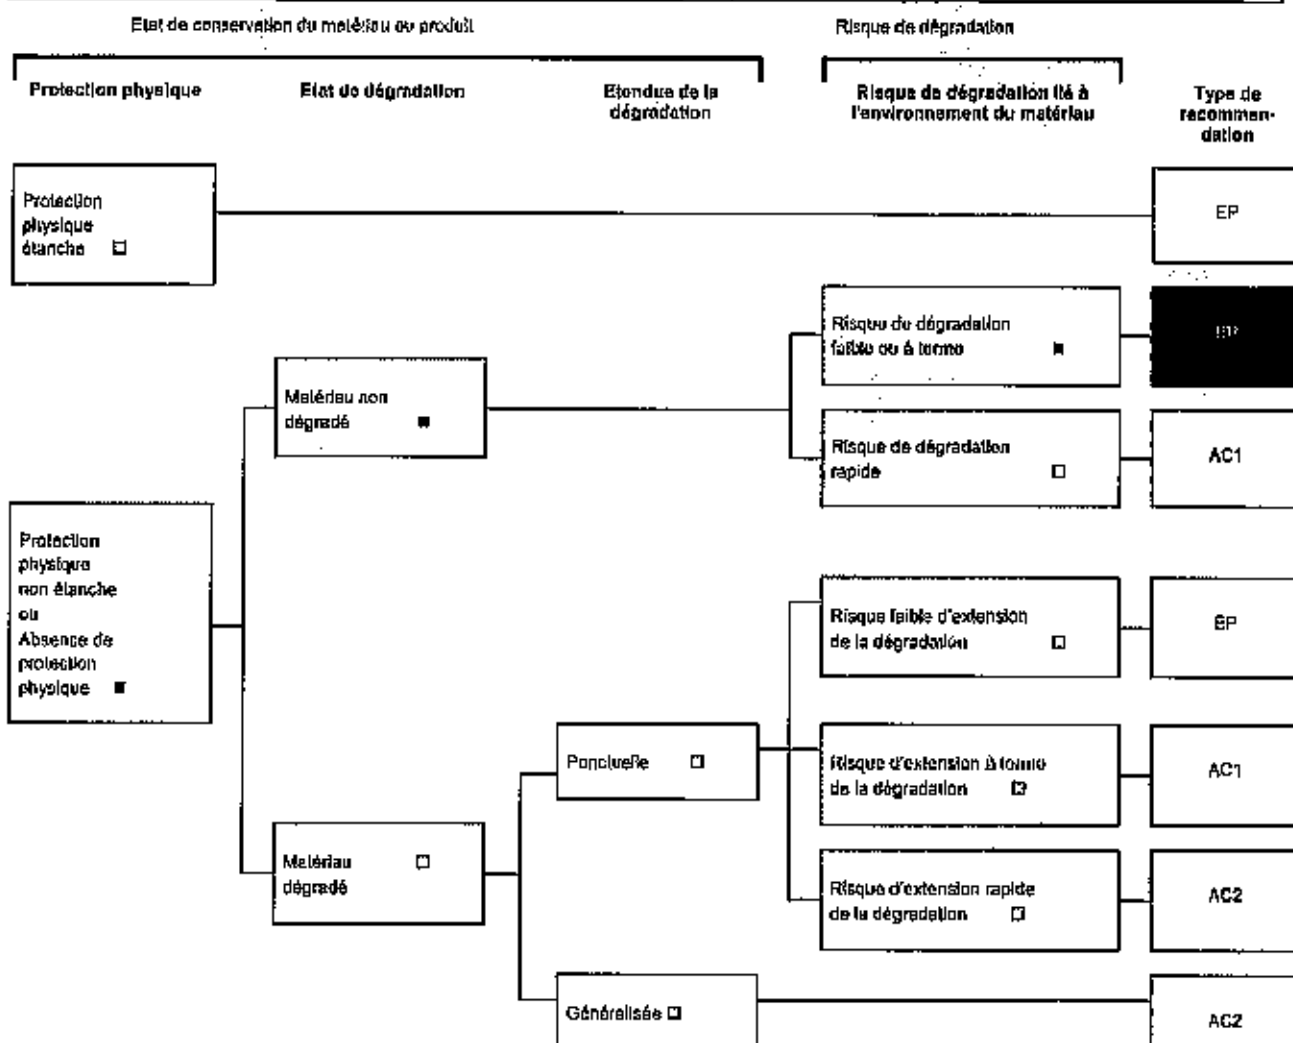 Etat de conservation du matériau ou produit
Risque de dégradation
Protection physique
Etat de dégradation
Etendue de la
dégradation
Risque de dégradation lié à
l'environnement du matériau
Type de
recomman-
dation
Protection
physique
étanche
EP
Risque de dégradation
faible ou à terme
EP
Matériau non
dégradé
Risque de dégradation
rapide
AC1
Protection
physique
non étanche
ou
Absence de
protection
physique
Risque faible d'extension
de la dégradation
EP
Ponctuelle
Risque d'extension à terme
de la dégradation
AC1
Matériau
dégradé
Risque d'extension rapide
de la dégradation
AC2
Généralisée
AC2